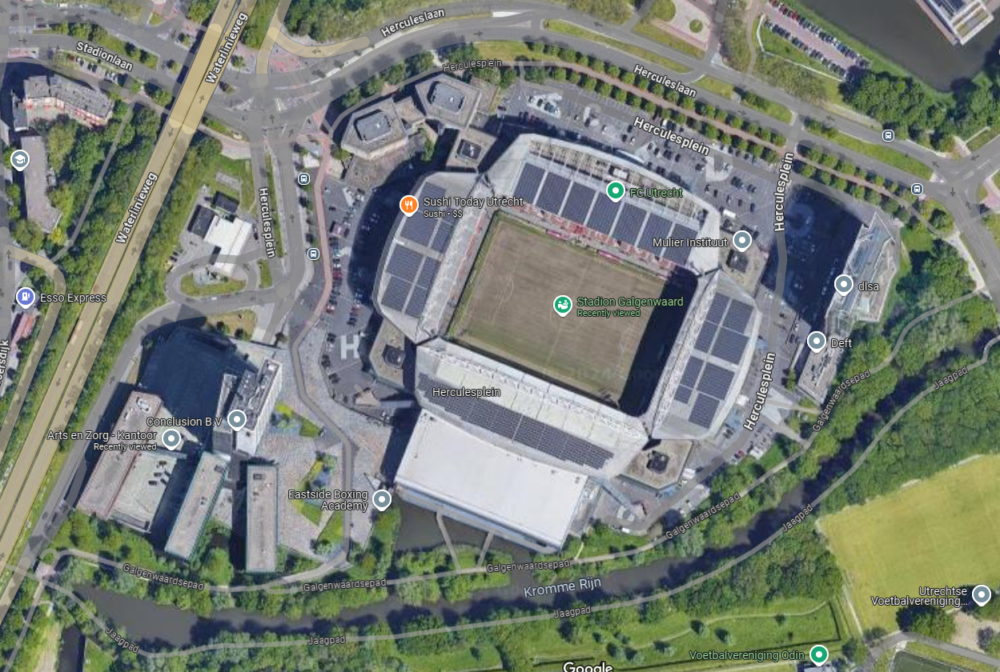 Herculeslaan
Waterlinieweg
Stadionlaan
Herculesplein
Herculeslaan
Herculesplein
Herculesplein
Waterlinieweg
Herculesplein
Sushi Today Utrecht
Sushi • $$
FC Utrecht
Mulier Instituut
dlsa
Esso Express
Stadion Galgenwaard
Recently viewed
H
Deft
Herculesplein
Herculesplein
Galgenwaardsepad
Jaagpad
Conclusion B.V
Arts en Zorg - Kantoor
Recently viewed
Eastside Boxing
Academy
Galgenwaardsepad
Jaagpad
Galgenwaardsepad
Galgenwaardsepad
Galgenwaardsepad
Kromme Rijn
Jaagpad
Utrechtse
Voetbalvereniging...
Jaagpad
Jaagpad
Voetbalvereniging Odin
Google